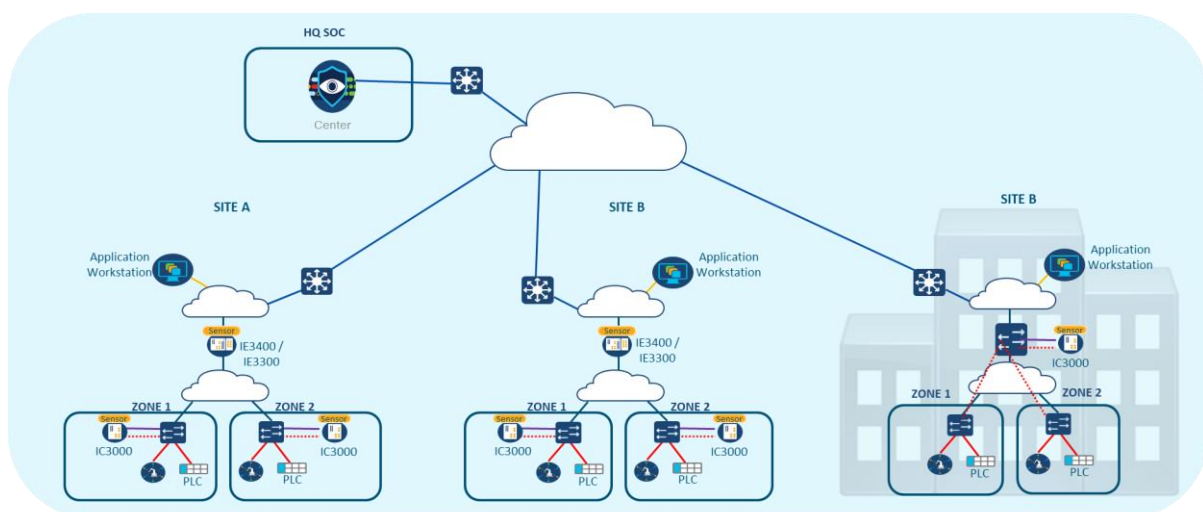 HQ SOC
Center
SITE A
SITE B
SITE B
Application
Workstation
Application
Workstation
Application
Workstation
Sensor
IE3400 /
IE3300
Sensor
IE3400 /
IE3300
Sensor
IC3000
ZONE 1
Sensor
IC3000
PLC
ZONE 2
Sensor
IC3000
PLC
ZONE 1
Sensor
IC3000
PLC
ZONE 2
Sensor
IC3000
PLC
ZONE 1
PLC
ZONE 2
PLC